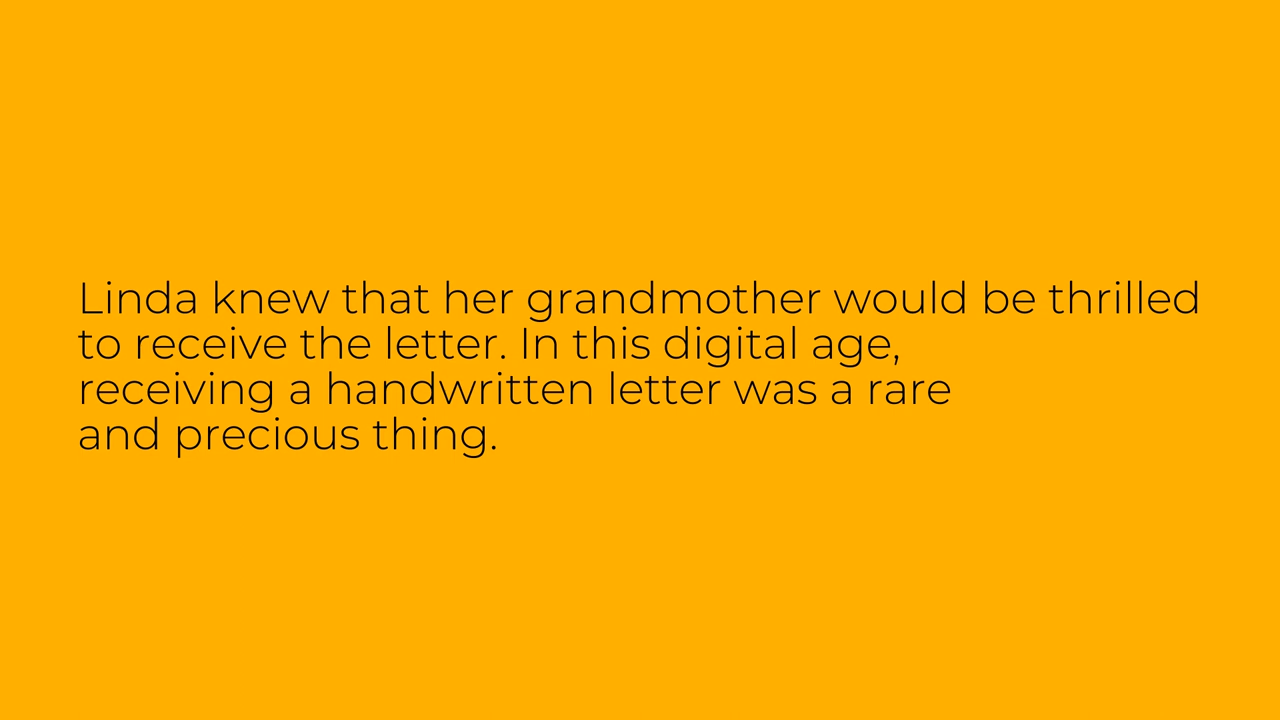 Linda knew that her grandmother would be thrilled
to receive the letter. In this digital age,
receiving a handwritten letter was a rare
and precious thing.